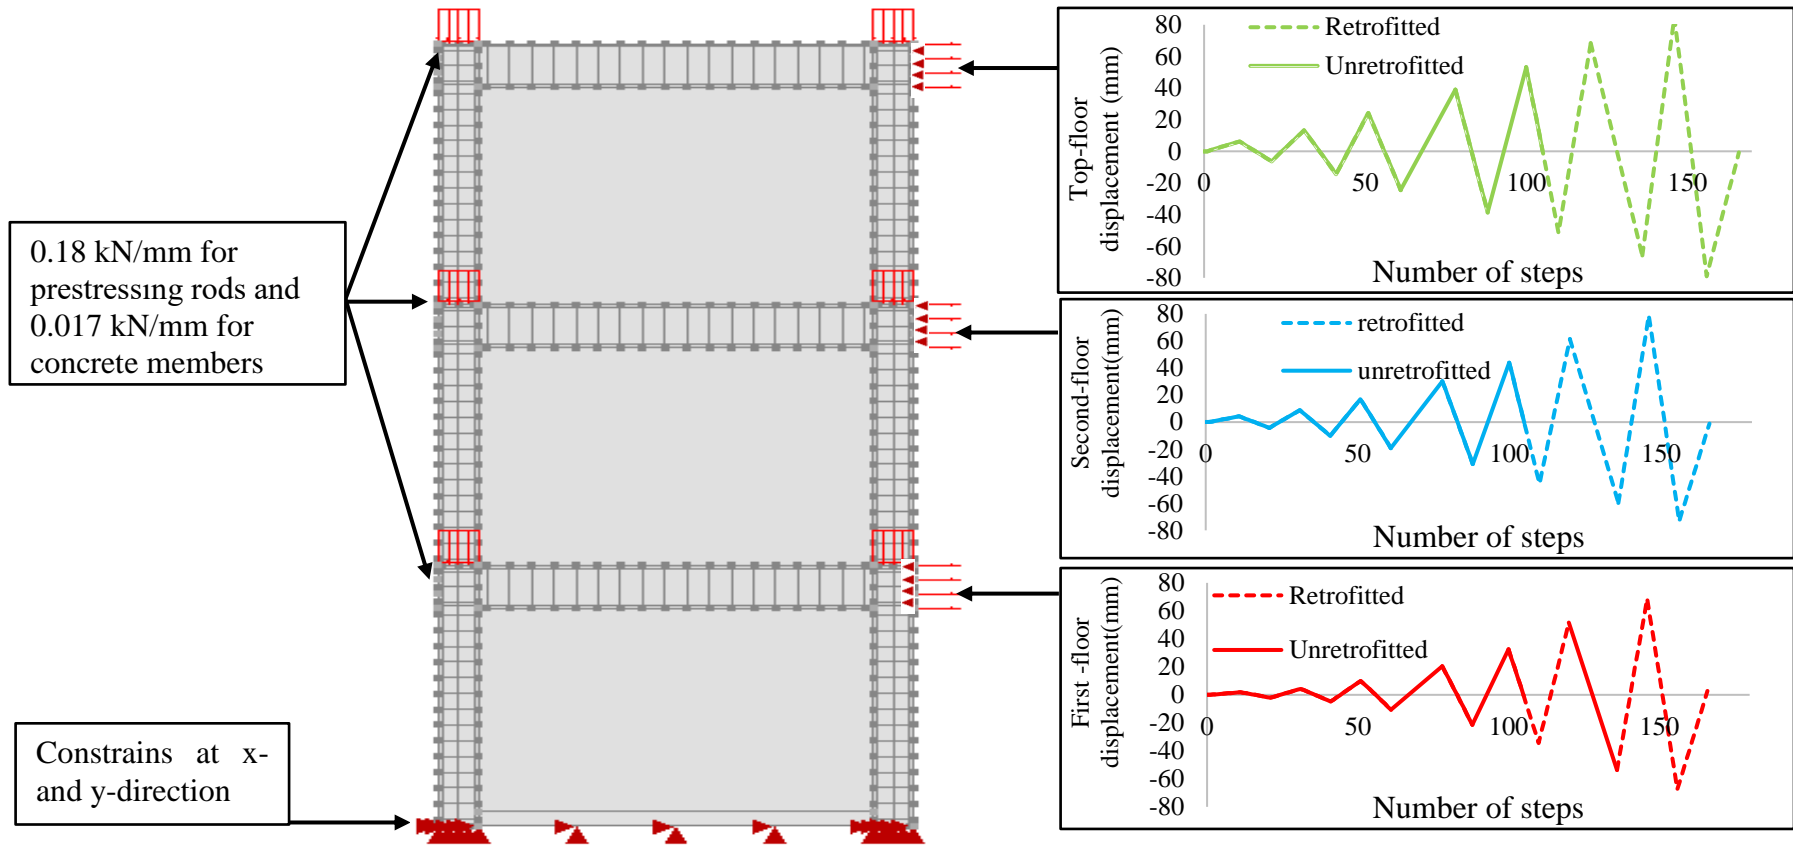 0.18 kN/mm for
prestressing rods and
0.017 kN/mm for
concrete members
Constrains at x-
and y-direction
Top-floor
displacement (mm)
80
60
40
20
0
-20
-40
-60
-80
0
50
100
150
Retrofitted
Unretrofitted
Number of steps
Second-floor
displacement(mm)
80
60
40
20
0
-20
-40
-60
-80
0
50
100
150
retrofitted
unretrofitted
Number of steps
First -floor
displacement(mm)
80
60
40
20
0
-20
-40
-60
-80
0
50
100
150
Retrofitted
Unretrofitted
Number of steps